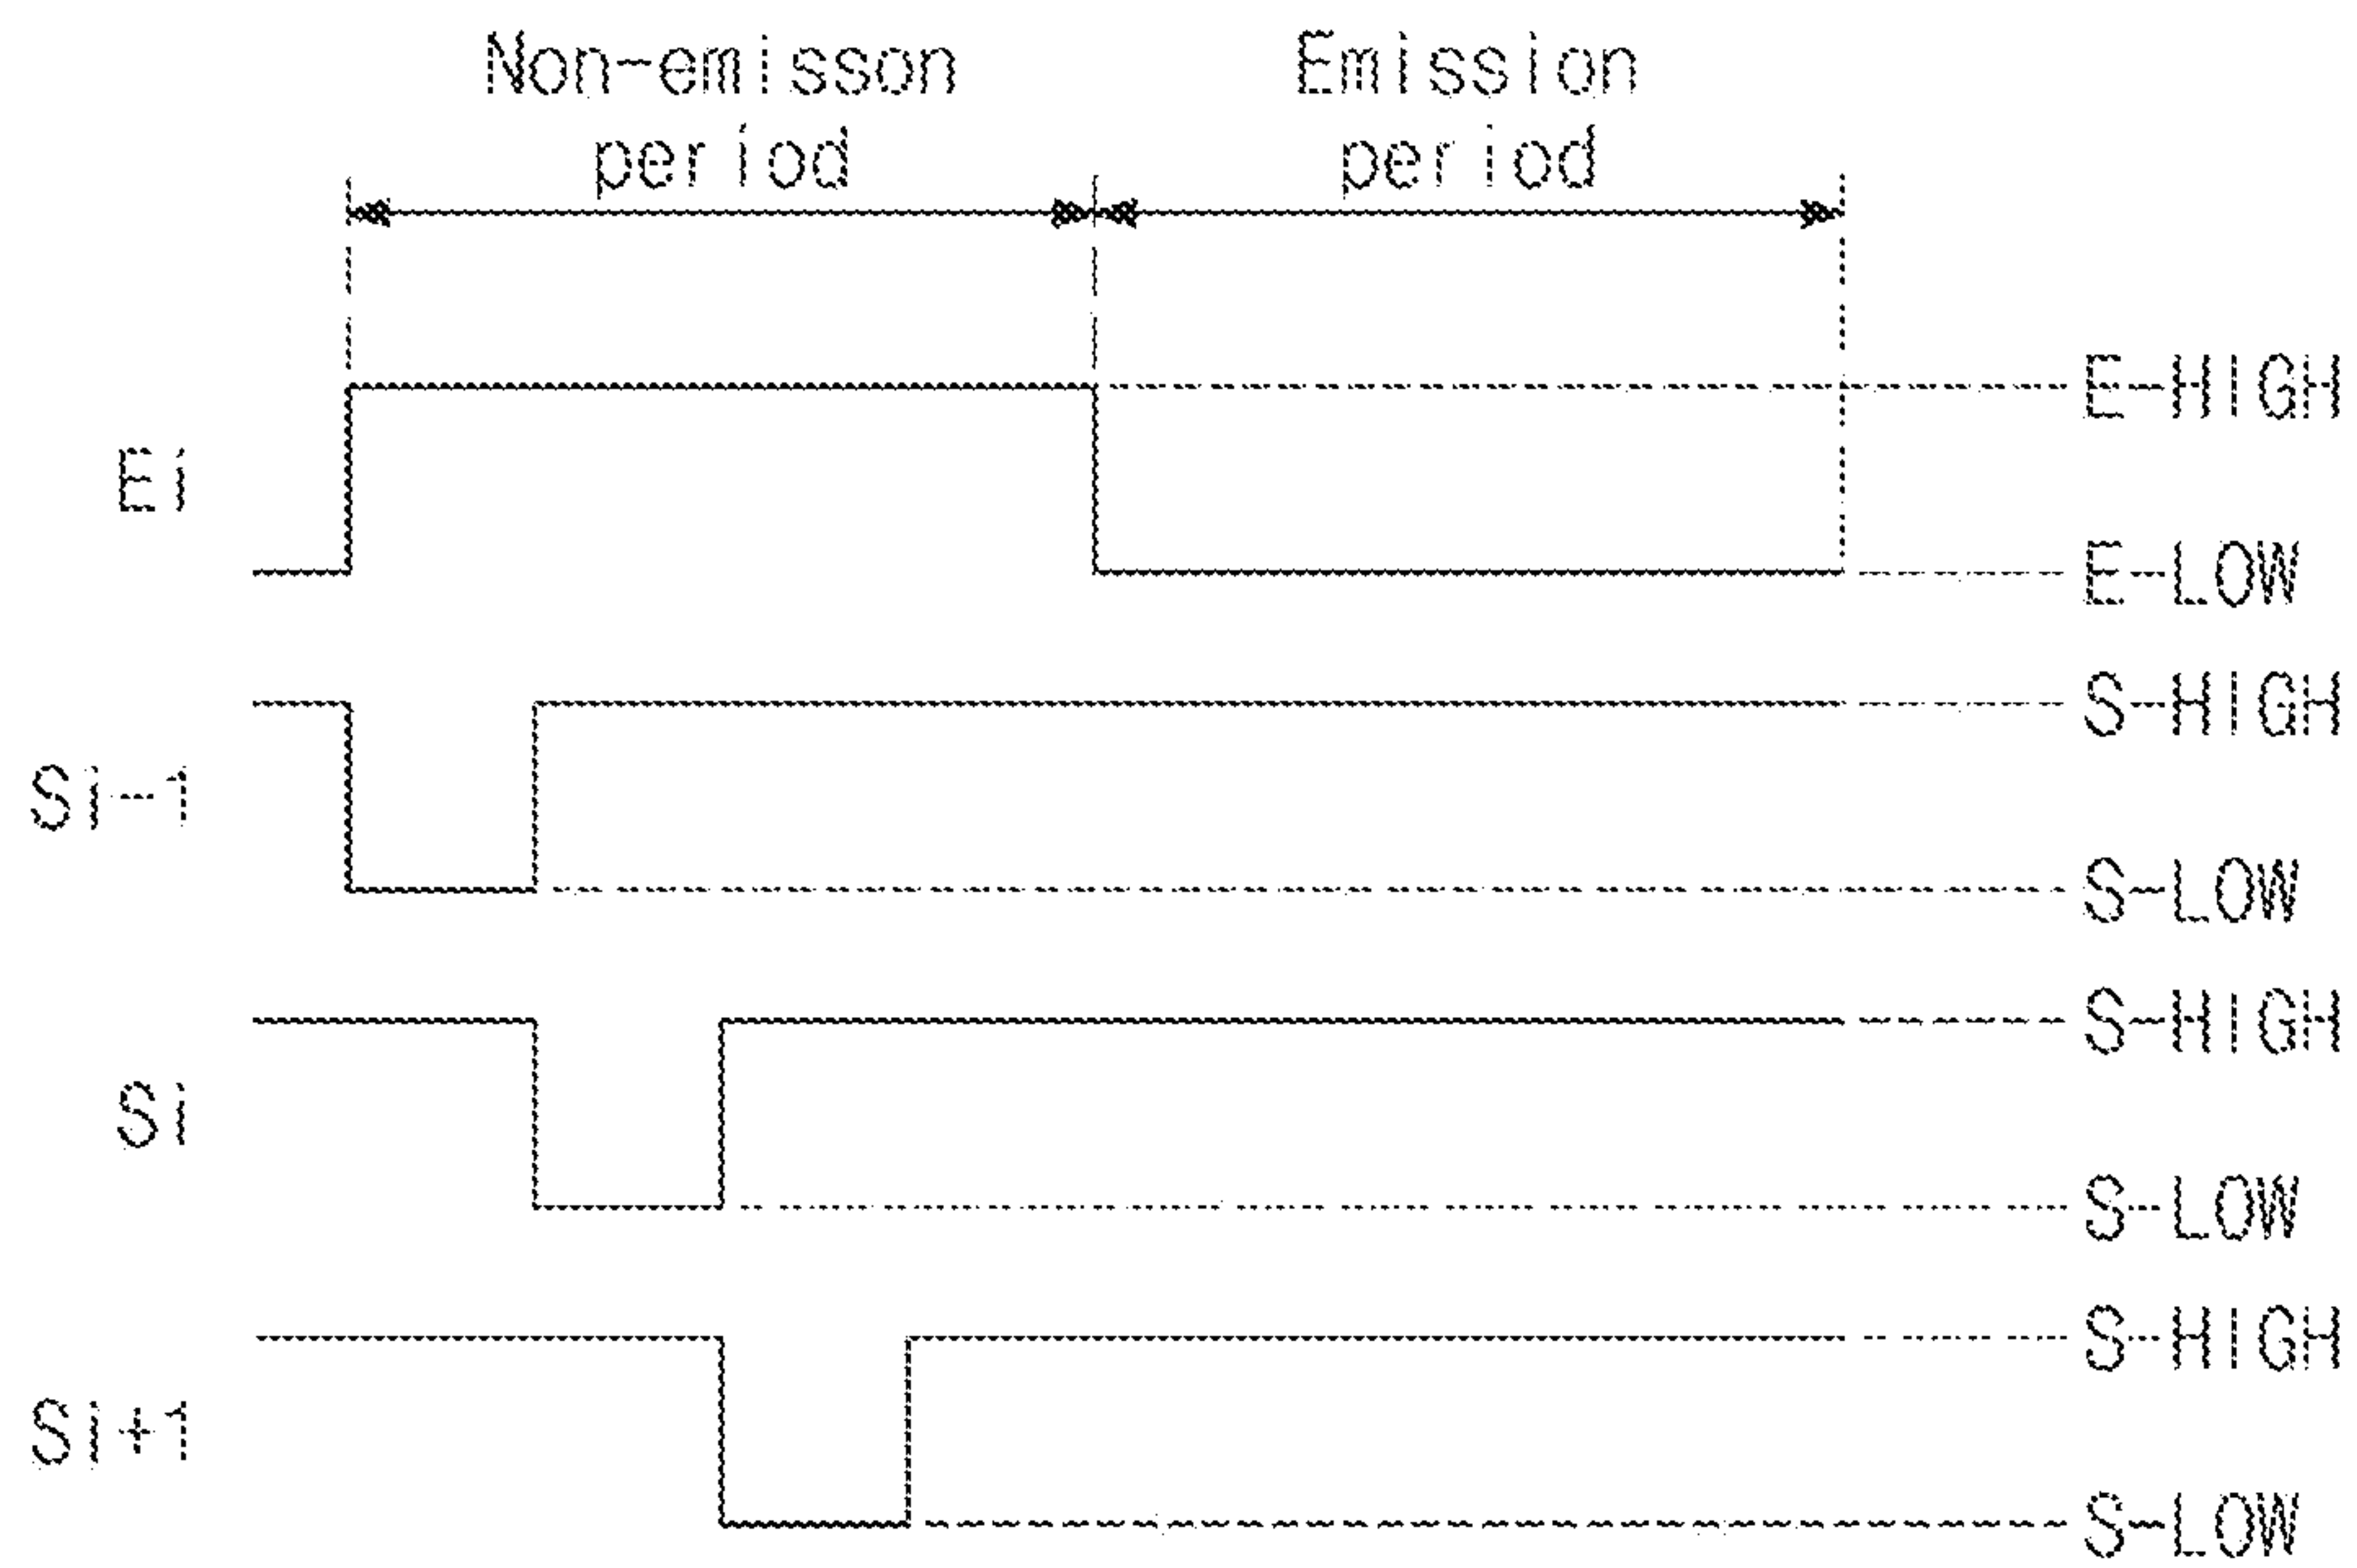 Non-emisson
period
Emission
period
E-HIGH
Ei
E-LOW
S-HIGH
Si-1
S-LOW
S-HIGH
Si
S-LOW
S-HIGH
Si+1
S-LOW